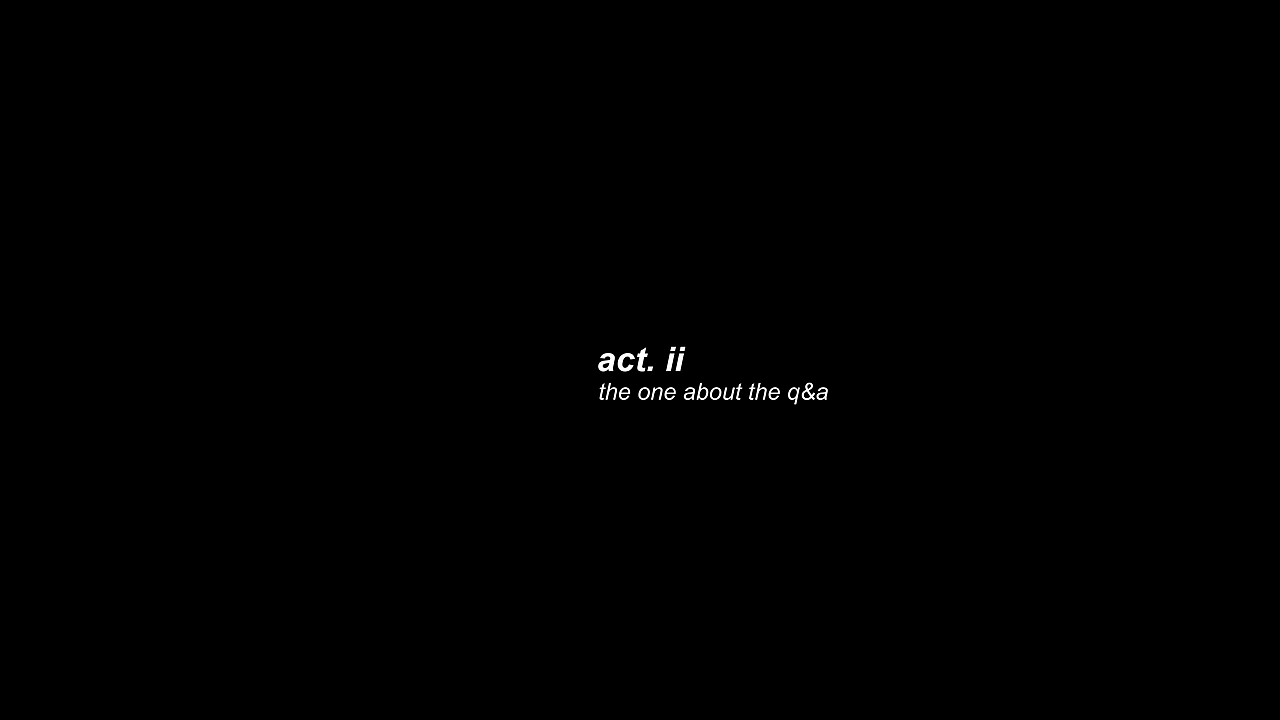 act. ii
the one about the q&a